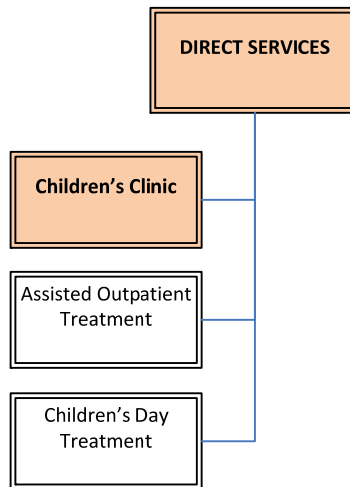 DIRECT SERVICES
Children’s Clinic
Assisted Outpatient
Treatment
Children’s Day
Treatment